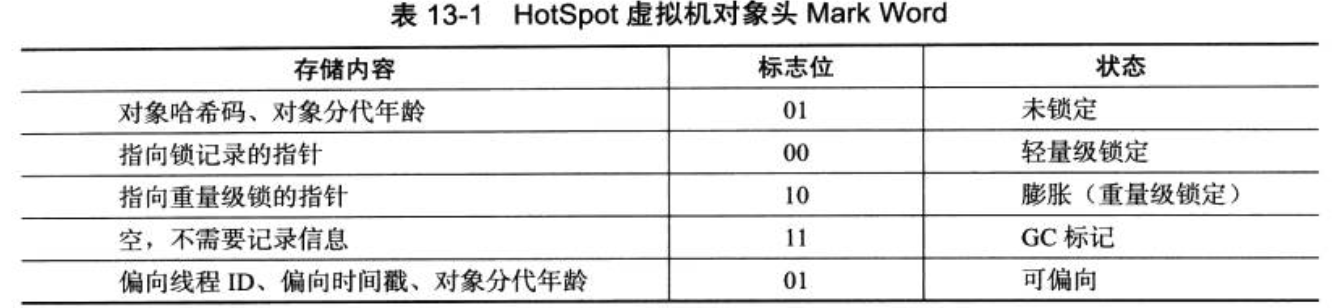 表 13-1 HotSpot 虚拟机对象头 Mark Word
存储内容 标志位 状态
对象哈希码、对象分代年龄 01 未锁定
指向锁记录的指针 00 轻量级锁定
指向重量级锁的指针 10 膨胀（重量级锁定）
空，不需要记录信息 11 GC 标记
偏向线程 ID、偏向时间戳、对象分代年龄 01 可偏向